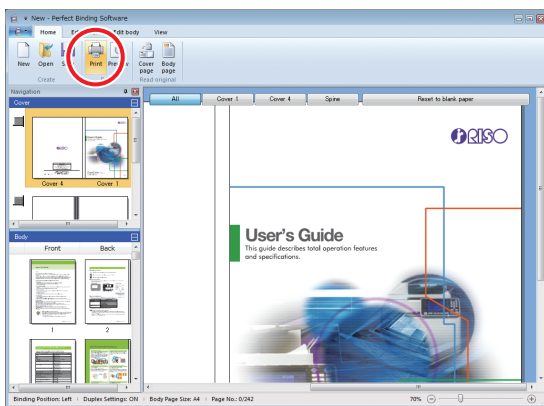 New - Perfect Binding Software
Home
Edit body
View
New
Open
Print
Cover page
Body page
Create
Read original
Navigation
Cover
Cover 4
Cover 1
Body
Front
Back
1
2
All
Cover 1
Cover 4
Spine
Reset to blank paper
RISO
User's Guide
This guide describes total operation features
and specifications.
Binding Position: Left
Duplex Settings: ON
Body Page Size: A4
Page No.: 0/242
70%